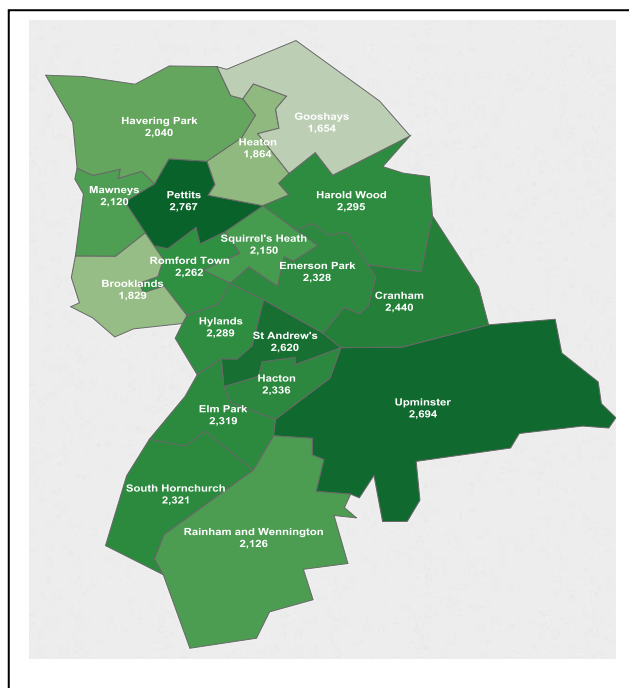 Gooshays
1,654
Havering Park
2,040
Heaton
1,864
Mawneys
2,120
Pettits
2,767
Harold Wood
2,295
Squirrel's Heath
2,150
Romford Town
2,262
Emerson Park
2,328
Brooklands
1,829
Cranham
2,440
Hylands
2,289
St Andrew's
2,620
Hacton
2,336
Upminster
2,694
Elm Park
2,319
South Hornchurch
2,321
Rainham and Wennington
2,126